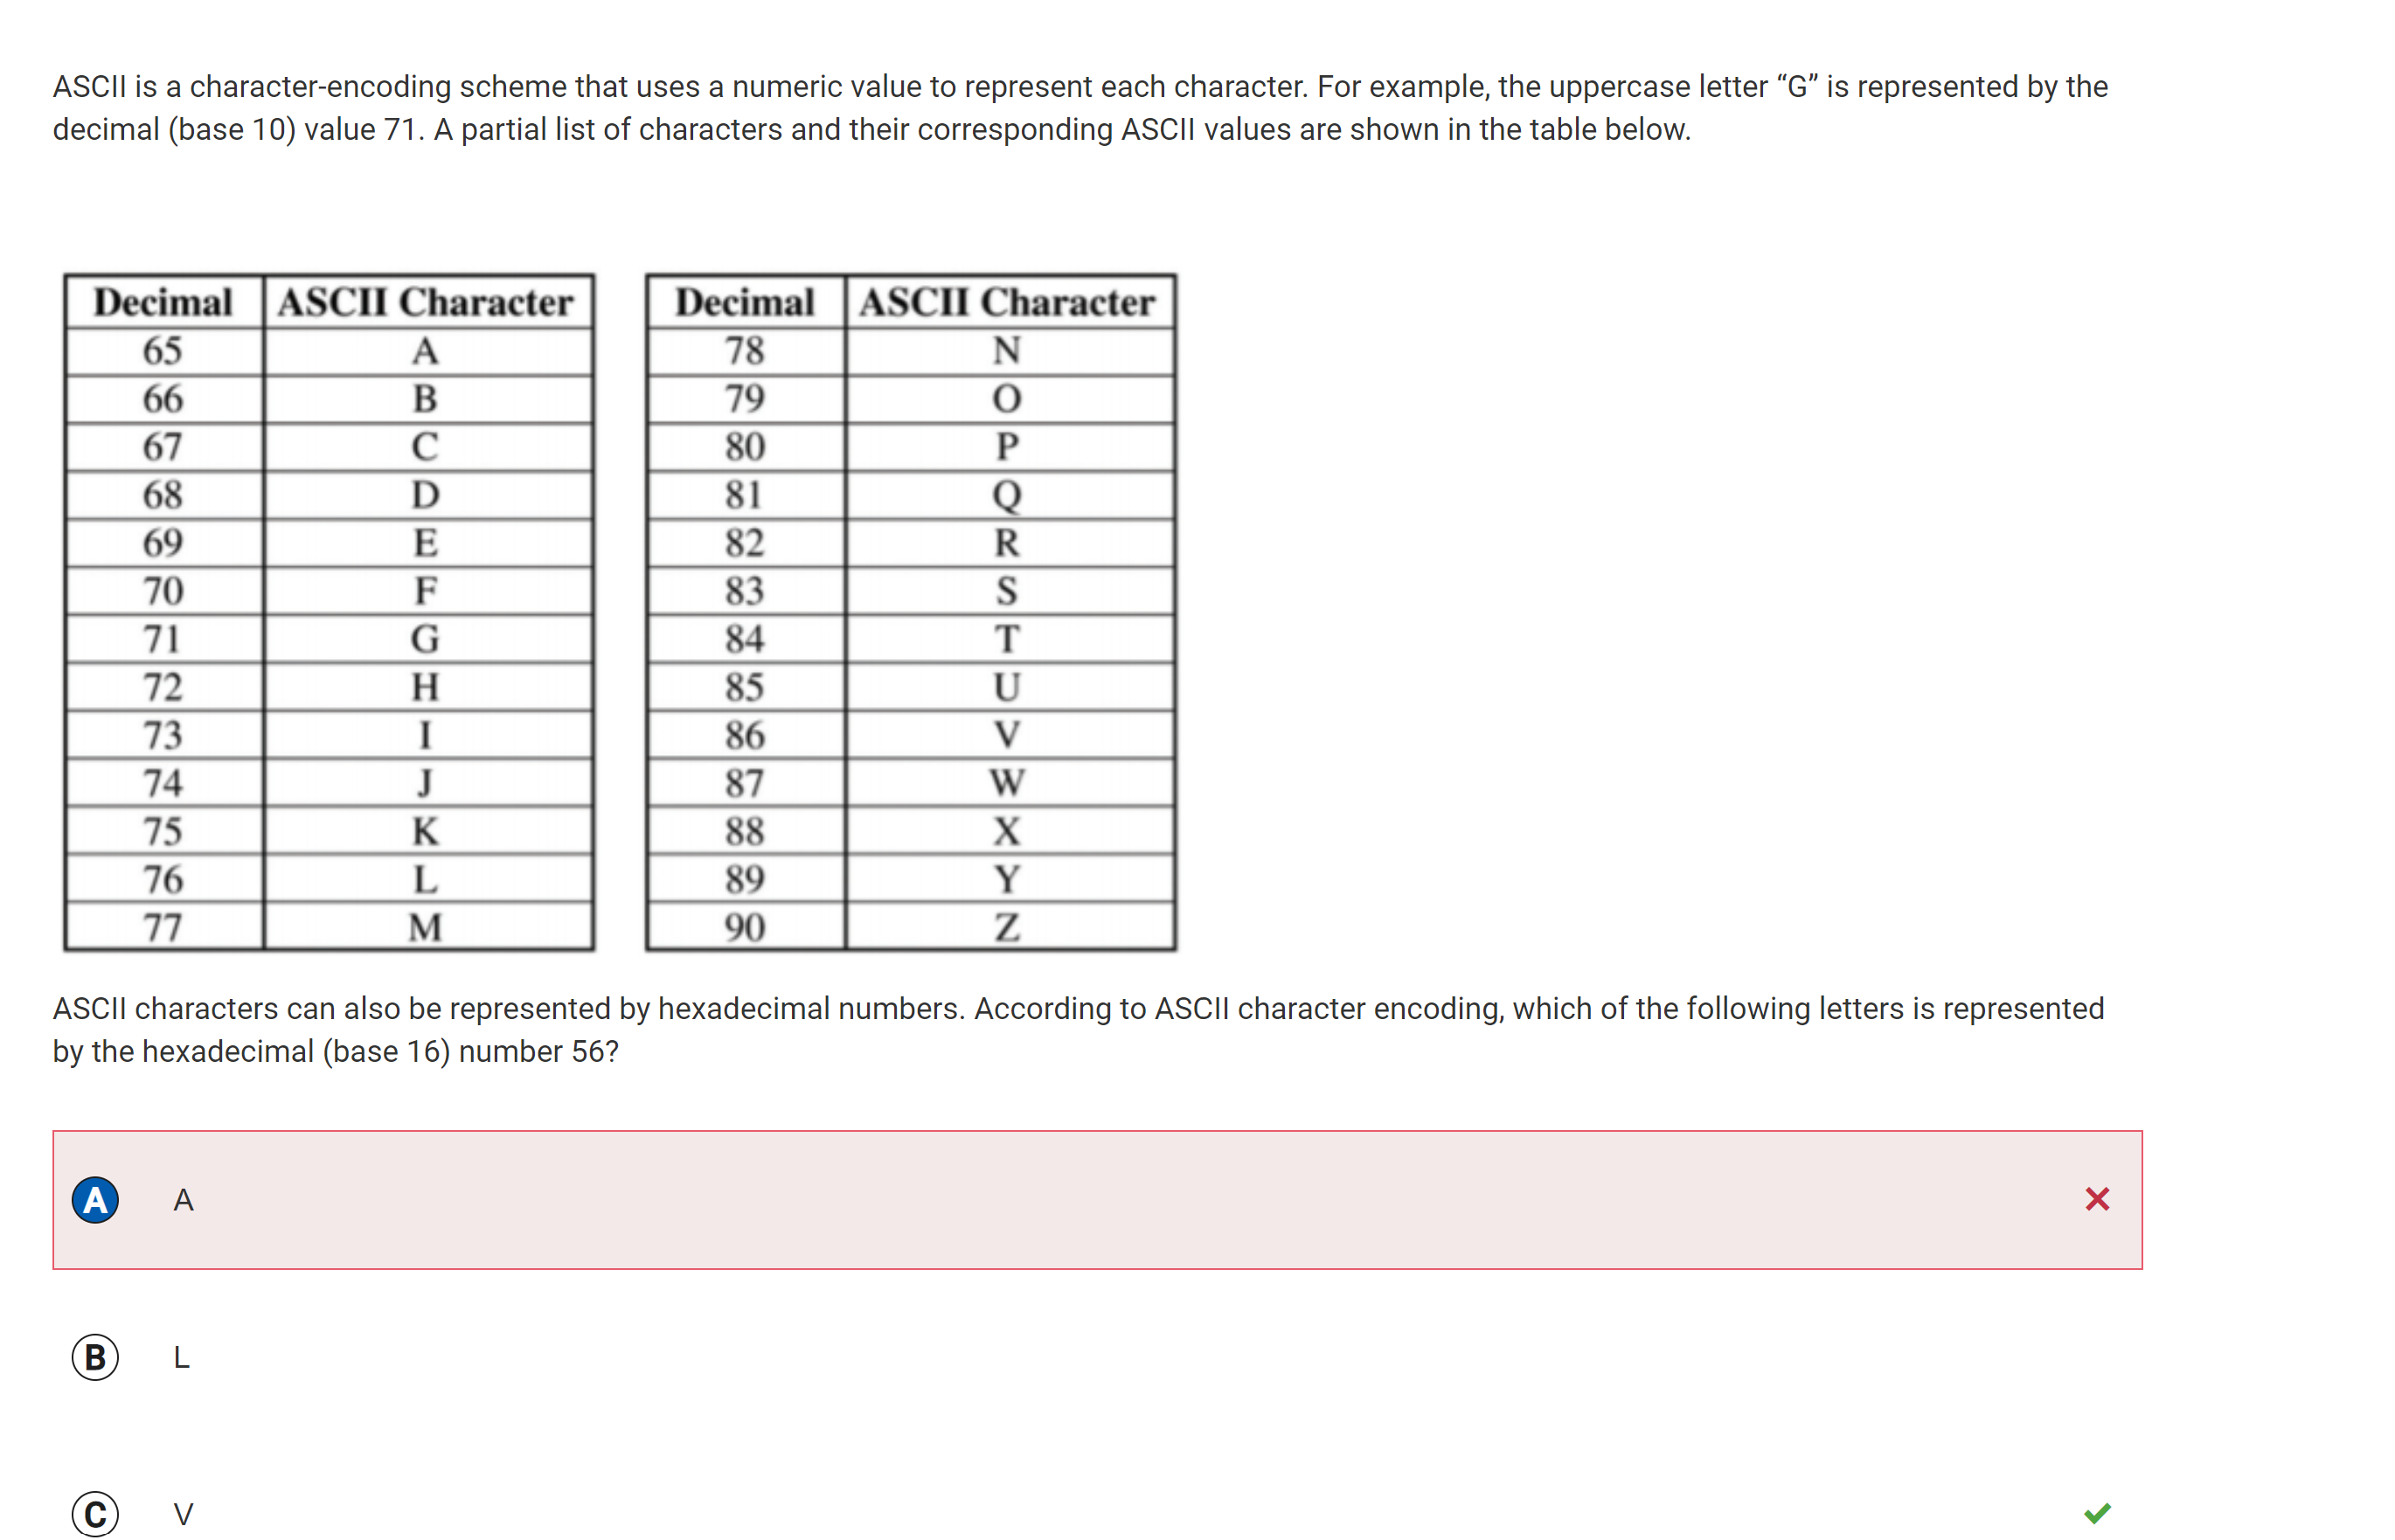 ASCII is a character-encoding scheme that uses a numeric value to represent each character. For example, the uppercase letter “G” is represented by the
decimal (base 10) value 71. A partial list of characters and their corresponding ASCII values are shown in the table below.
Decimal ASCII Character
65 A
66 B
67 C
68 D
69 E
70 F
71 G
72 H
73 I
74 J
75 K
76 L
77 M
Decimal ASCII Character
78 N
79 O
80 P
81 Q
82 R
83 S
84 T
85 U
86 V
87 W
88 X
89 Y
90 Z
ASCII characters can also be represented by hexadecimal numbers. According to ASCII character encoding, which of the following letters is represented
by the hexadecimal (base 16) number 56?
A A
B L
C V